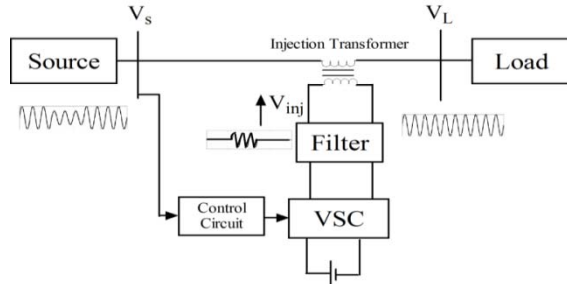 Vs
VL
Source
Injection Transformer
Load
Vinj
Filter
Control
Circuit
VSC